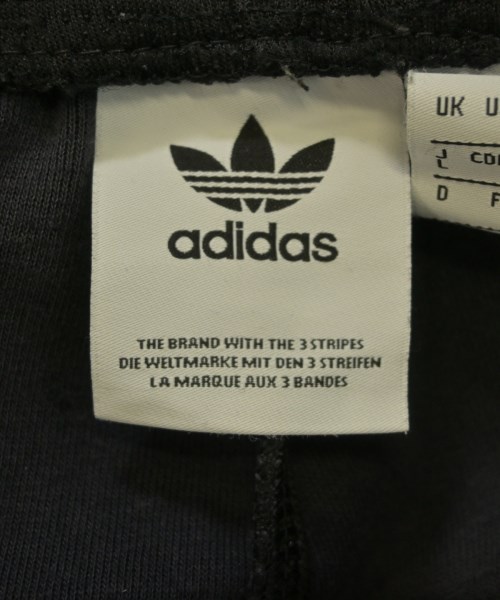 adidas
THE BRAND WITH THE 3 STRIPES
DIE WELTMARKE MIT DEN 3 STREIFEN
LA MARQUE AUX 3 BANDES
UK
D